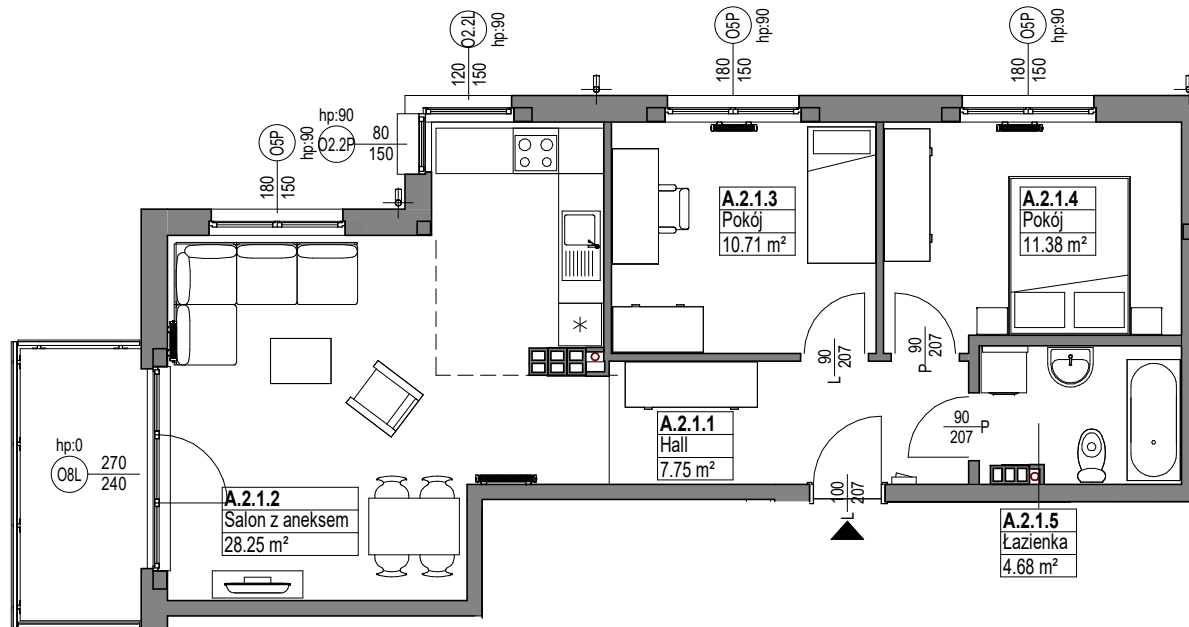 O2.2L
hp:90
120
150
O5P
hp:90
180
150
O5P
hp:90
180
150
O5P
hp:90
180
150
hp:90
O2.2P
80
150
A.2.1.3
Pokój
10.71 m²
A.2.1.4
Pokój
11.38 m²
90
207
L
90
207
P
A.2.1.1
Hall
7.75 m²
90
207
P
hp:0
O8L
270
240
A.2.1.2
Salon z aneksem
28.25 m²
100
207
L
A.2.1.5
Łazienka
4.68 m²